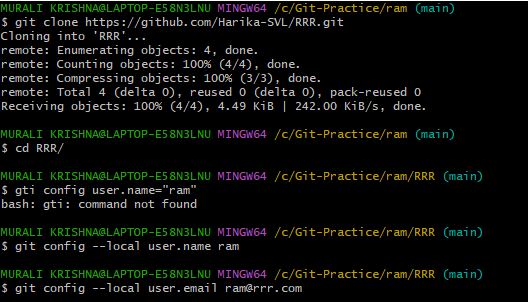 MURALI KRISHNA@LAPTOP-E58N3LNU MINGW64 /c/Git-Practice/ram (main)
$ git clone https://github.com/Harika-SVL/RRR.git
Cloning into 'RRR'...
remote: Enumerating objects: 4, done.
remote: Counting objects: 100% (4/4), done.
remote: Compressing objects: 100% (3/3), done.
remote: Total 4 (delta 0), reused 0 (delta 0), pack-reused 0
Receiving objects: 100% (4/4), 4.49 KiB | 242.00 KiB/s, done.
MURALI KRISHNA@LAPTOP-E58N3LNU MINGW64 /c/Git-Practice/ram (main)
$ cd RRR/
MURALI KRISHNA@LAPTOP-E58N3LNU MINGW64 /c/Git-Practice/ram/RRR (main)
$ gti config user.name="ram"
bash: gti: command not found
MURALI KRISHNA@LAPTOP-E58N3LNU MINGW64 /c/Git-Practice/ram/RRR (main)
$ git config --local user.name ram
MURALI KRISHNA@LAPTOP-E58N3LNU MINGW64 /c/Git-Practice/ram/RRR (main)
$ git config --local user.email ram@rrr.com